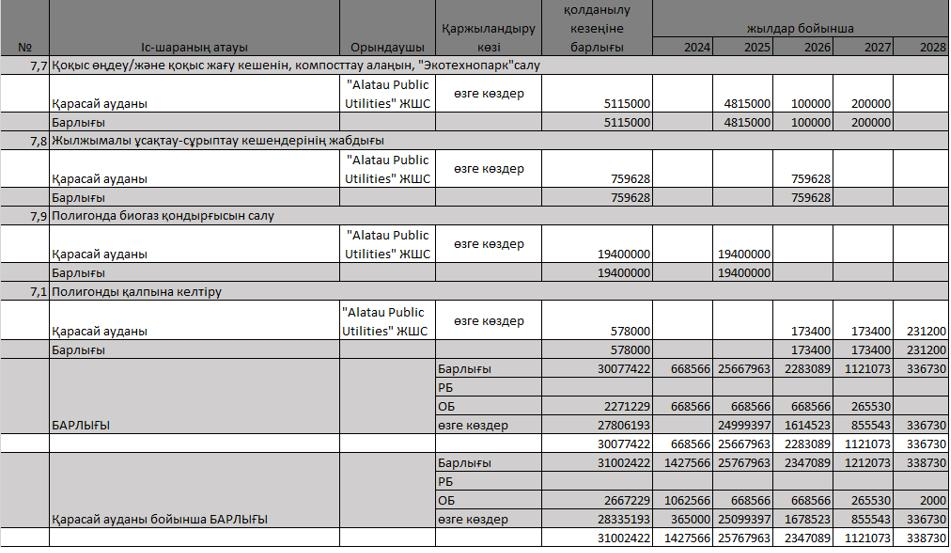 № Іс-шараның атауы Орындаушы Қаржыландыру көзі қолданылу кезеңіне барлығы жылдар бойынша
2024 2025 2026 2027 2028
7,7 Қоқыс өңдеу/және қоқыс жағу кешенін, компосттау алаңын, "Экотехнопарк"салу
Қарасай ауданы "Alatau Public Utilities" ЖШС өзге көздер 5115000 4815000 100000 200000
Барлығы 5115000 4815000 100000 200000
7,8 Жылжымалы ұсақтау-сұрыптау кешендерінің жабдығы
Қарасай ауданы "Alatau Public Utilities" ЖШС өзге көздер 759628 759628
Барлығы 759628 759628
7,9 Полигонда биогаз қондырғысын салу
Қарасай ауданы "Alatau Public Utilities" ЖШС өзге көздер 19400000 19400000
Барлығы 19400000 19400000
7,1 Полигонды қалпына келтіру
Қарасай ауданы "Alatau Public Utilities" ЖШС өзге көздер 578000 173400 173400 231200
Барлығы 578000 173400 173400 231200
Барлығы 30077422 668566 25667963 2283089 1121073 336730
РБ
ОБ 2271229 668566 668566 668566 265530
БАРЛЫҒЫ өзге көздер 27806193 24999397 1614523 855543 336730
30077422 668566 25667963 2283089 1121073 336730
Барлығы 31002422 1427566 25767963 2347089 1212073 338730
РБ
ОБ 2667229 1062566 668566 668566 265530 2000
Қарасай ауданы бойынша БАРЛЫҒЫ өзге көздер 28335193 365000 25099397 1678523 855543 336730
31002422 1427566 25767963 2347089 1121073 338730